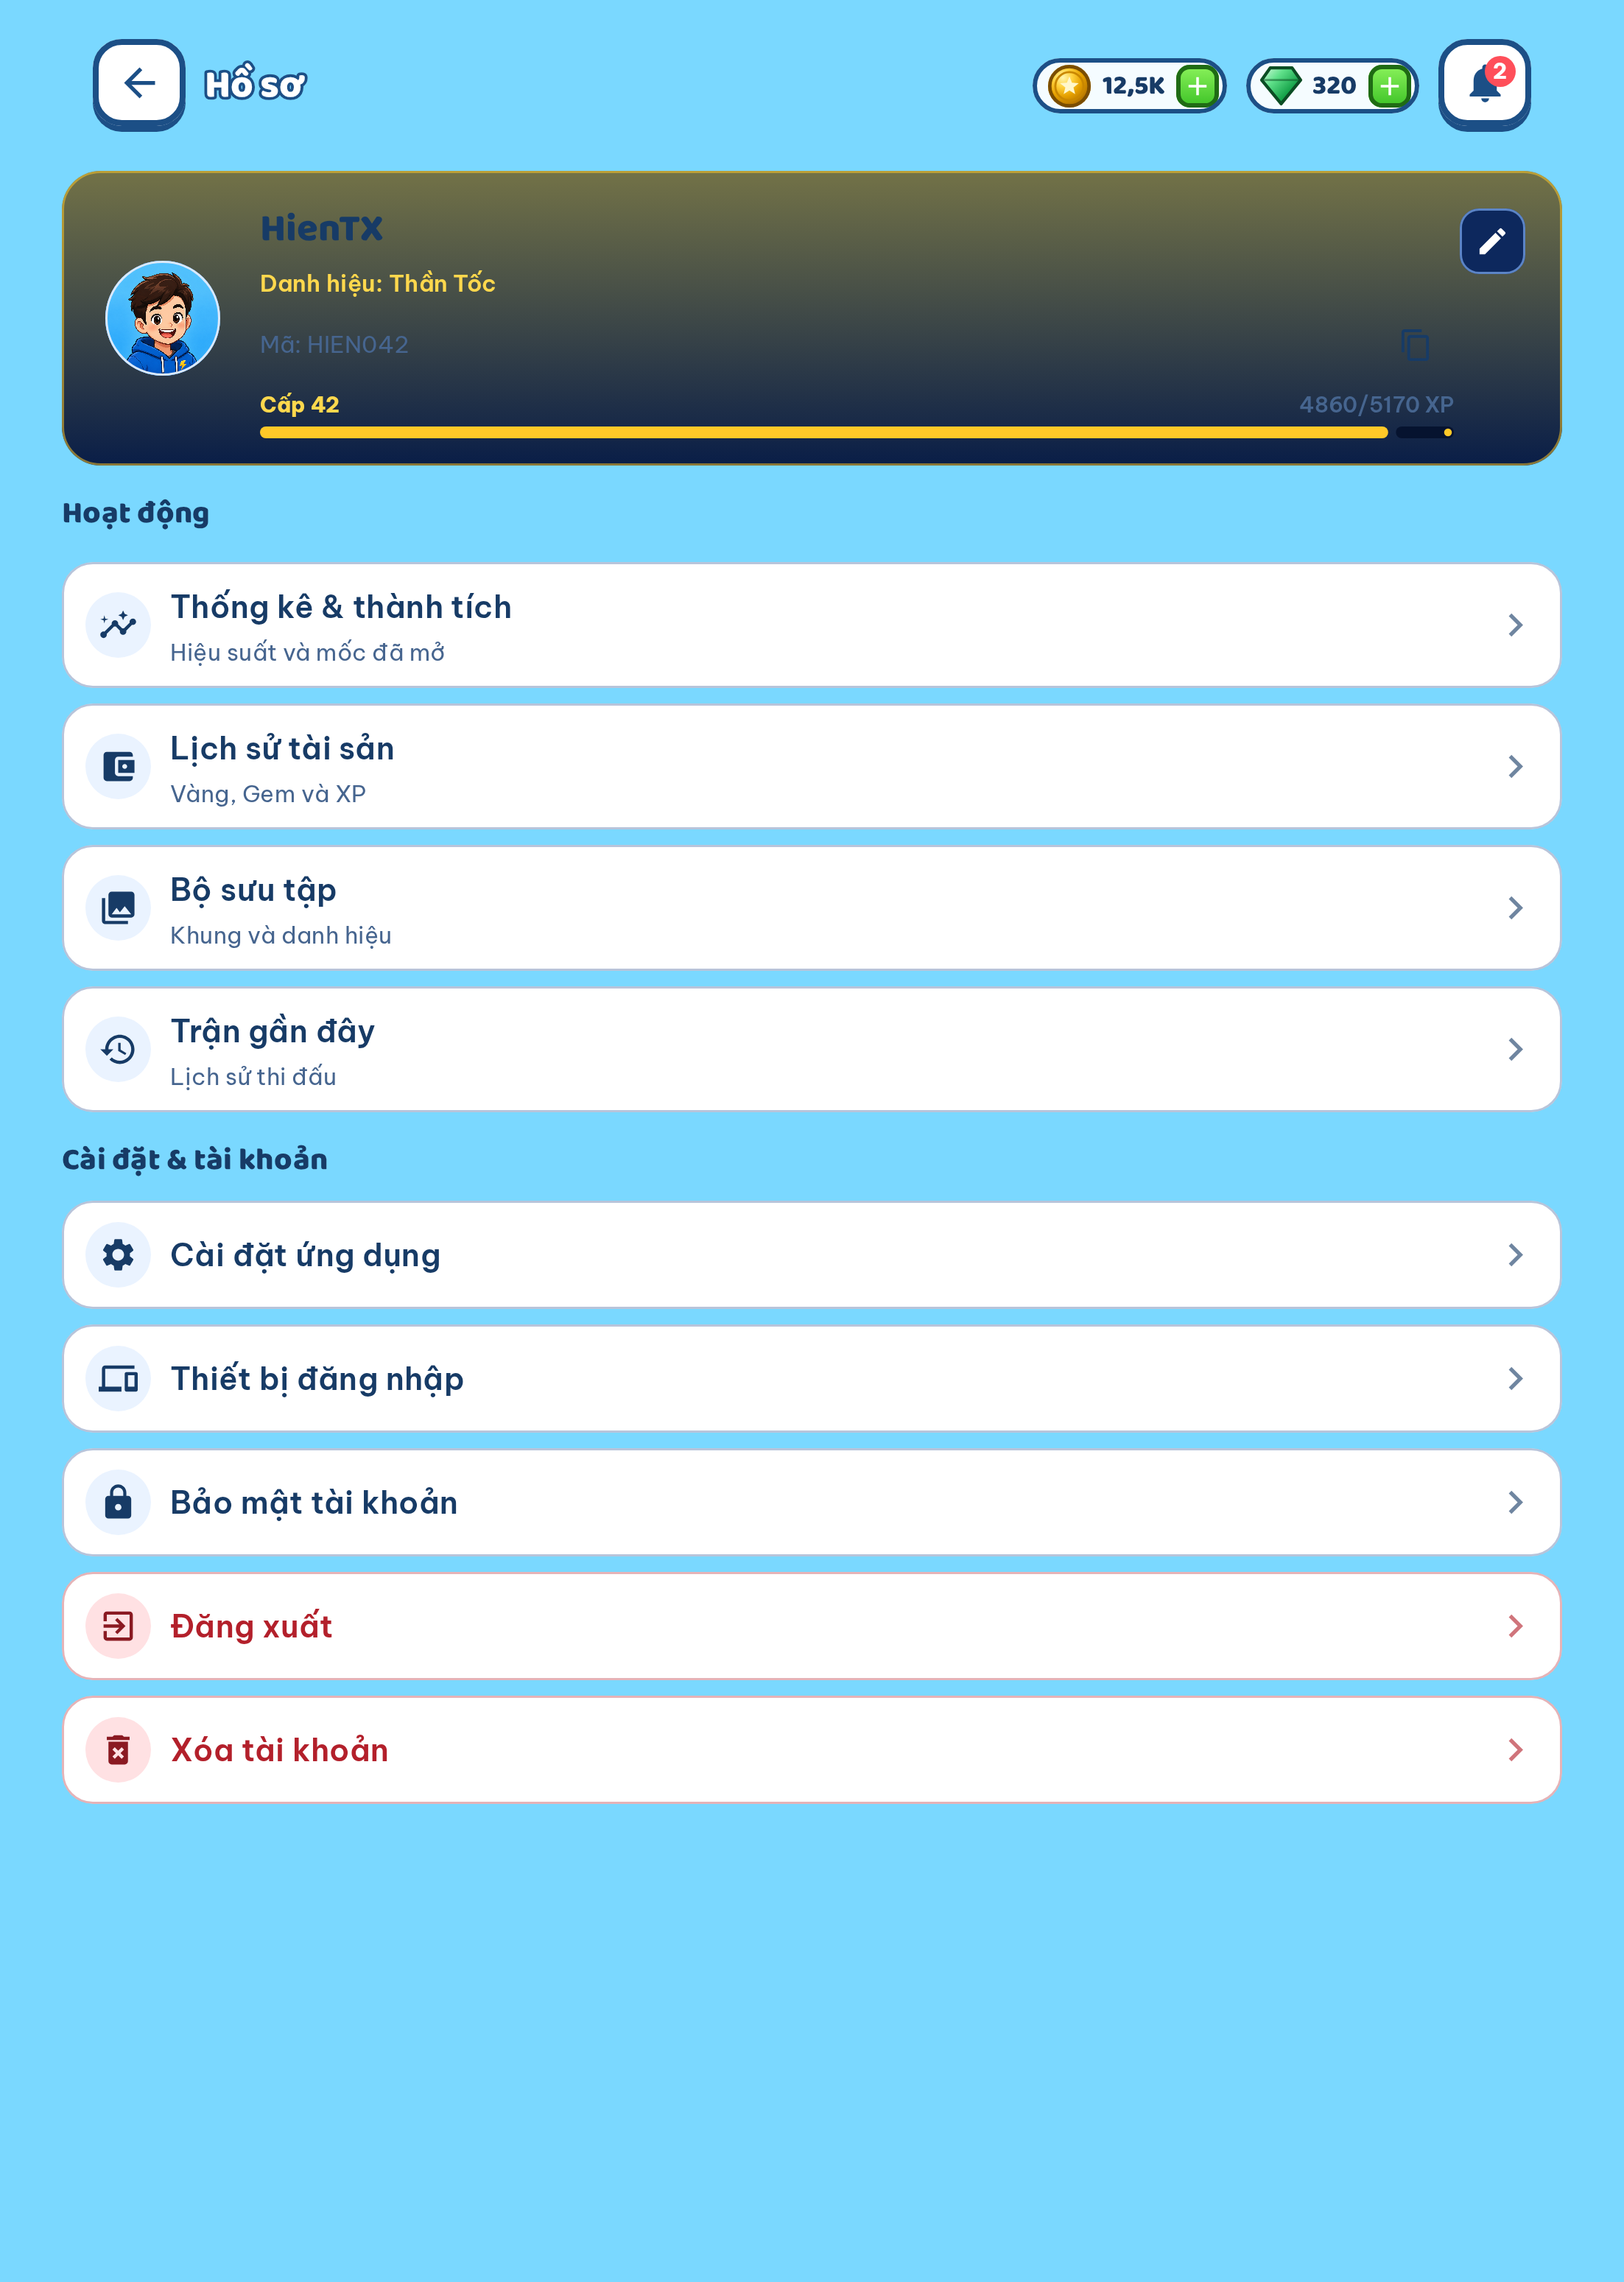 Hồ sơ
12,5K
320
2
HienTX
Danh hiệu: Thần Tốc
Mã: HIEN042
Cấp 42
4860/5170 XP
Hoạt động
Thống kê & thành tích
Hiệu suất và mốc đã mở
Lịch sử tài sản
Vàng, Gem và XP
Bộ sưu tập
Khung và danh hiệu
Trận gần đây
Lịch sử thi đấu
Cài đặt & tài khoản
Cài đặt ứng dụng
Thiết bị đăng nhập
Bảo mật tài khoản
Đăng xuất
Xóa tài khoản